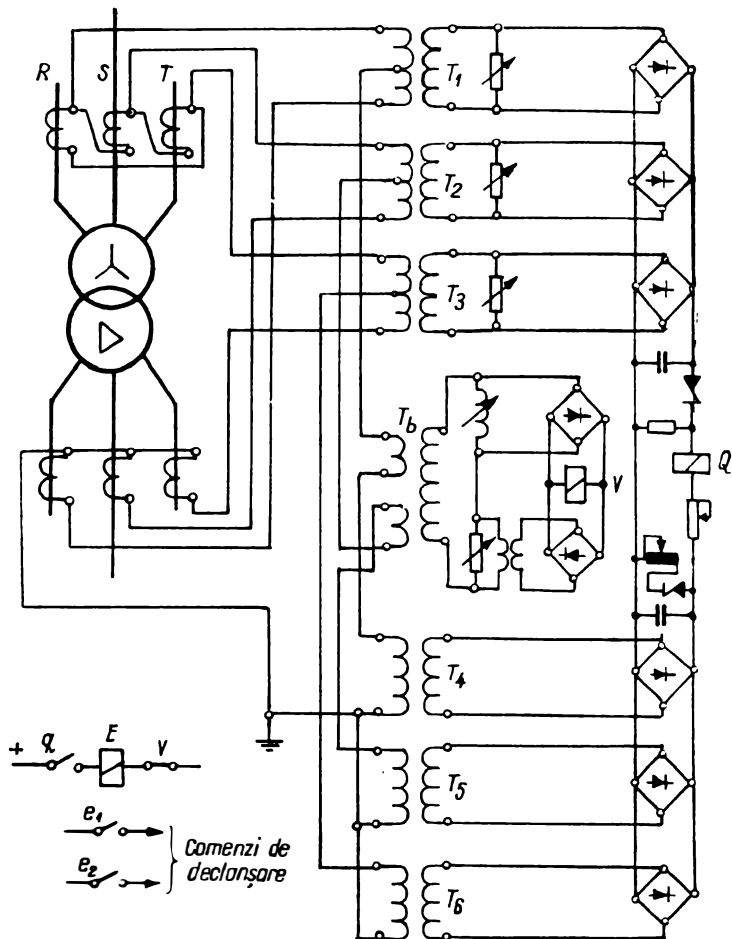 R S T
T1
T2
T3
Tb
V
Q
T4
T5
T6
+ q E v
e1
e2
Comenzi de
declanșare